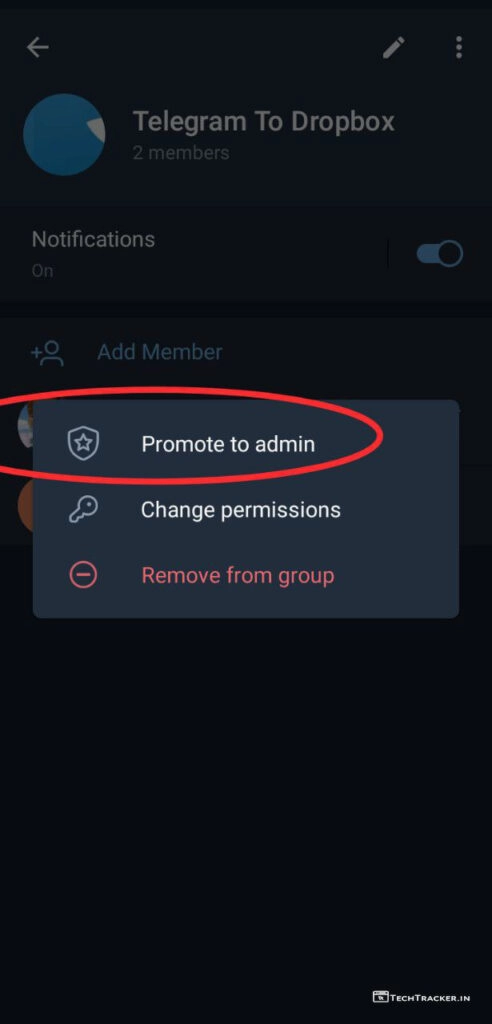 Telegram To Dropbox
2 members
Notifications
On
Add Member
Promote to admin
Change permissions
Remove from group
TECHTRACKER.IN